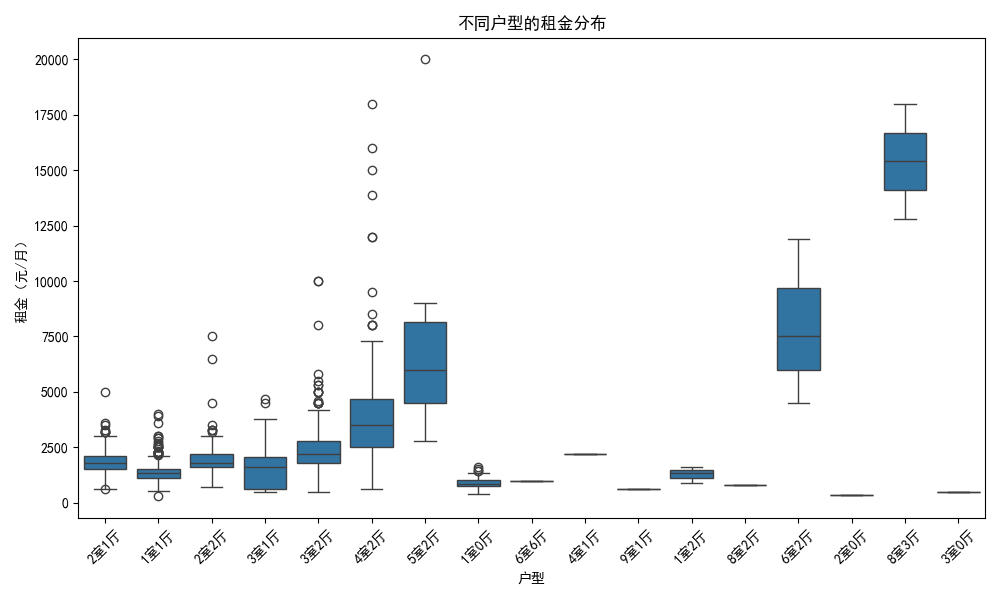 不同户型的租金分布
租金（元/月）
20000
17500
15000
12500
10000
7500
5000
2500
0
2室1厅
1室1厅
2室2厅
3室1厅
3室2厅
4室2厅
5室2厅
1室0厅
6室6厅
4室1厅
9室1厅
1室2厅
8室2厅
6室2厅
2室0厅
8室3厅
3室0厅
户型